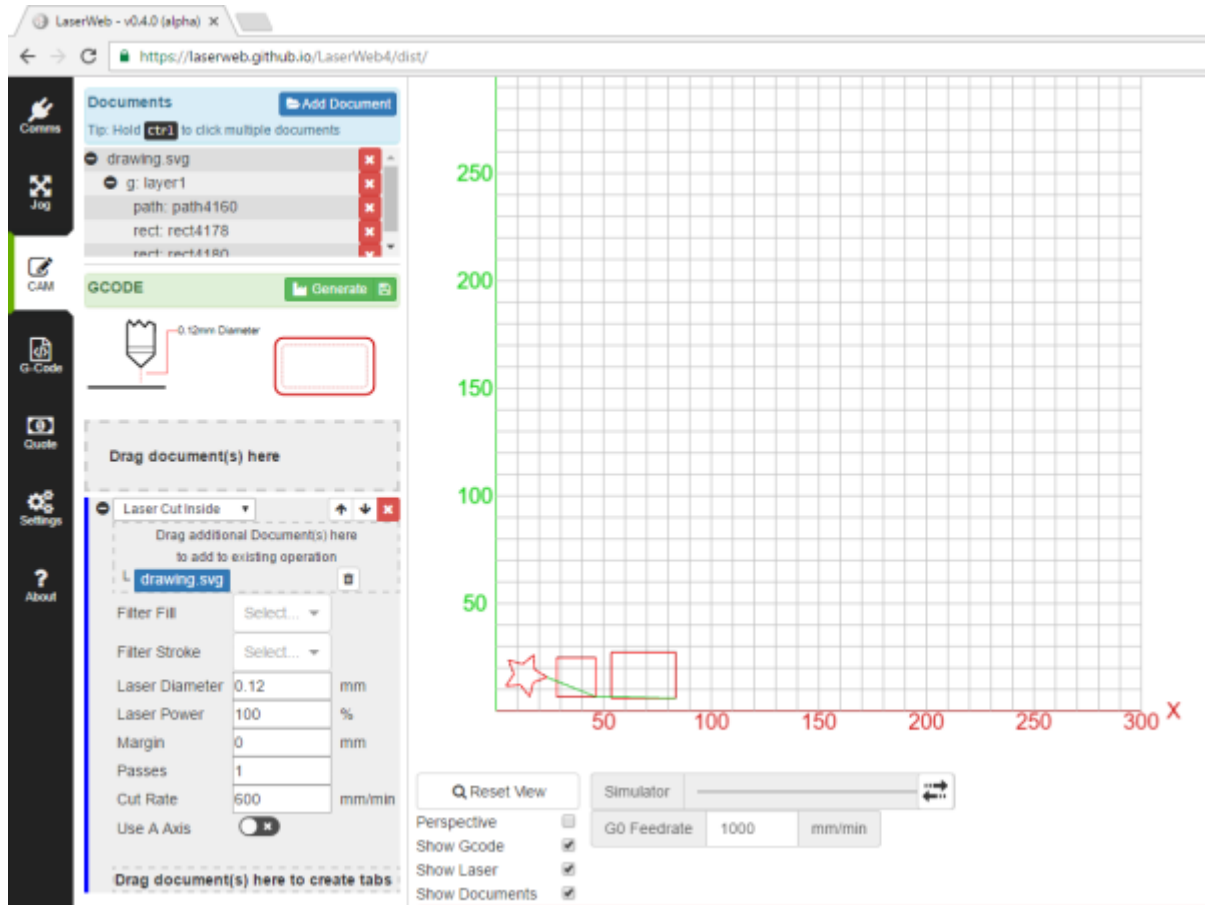 LaserWeb - v0.4.0 (alpha)
https://laserweb.github.io/LaserWeb4/dist/
Comms
Jog
CAM
G-Code
Quote
Settings
About
Documents
Add Document
Tip: Hold ctrl to click multiple documents
drawing.svg
g: layer1
path: path4160
rect: rect4178
rect: rect4180
GCODE
Generate
0.12mm Diameter
Drag document(s) here
Laser Cut Inside
Drag additional Document(s) here
to add to existing operation
drawing.svg
Filter Fill Select...
Filter Stroke Select...
Laser Diameter 0.12 mm
Laser Power 100 %
Margin 0 mm
Passes 1
Cut Rate 600 mm/min
Use A Axis
Drag document(s) here to create tabs
250
200
150
100
50
50 100 150 200 250 300 X
Reset View
Perspective
Show Gcode
Show Laser
Show Documents
Simulator
G0 Feedrate 1000 mm/min